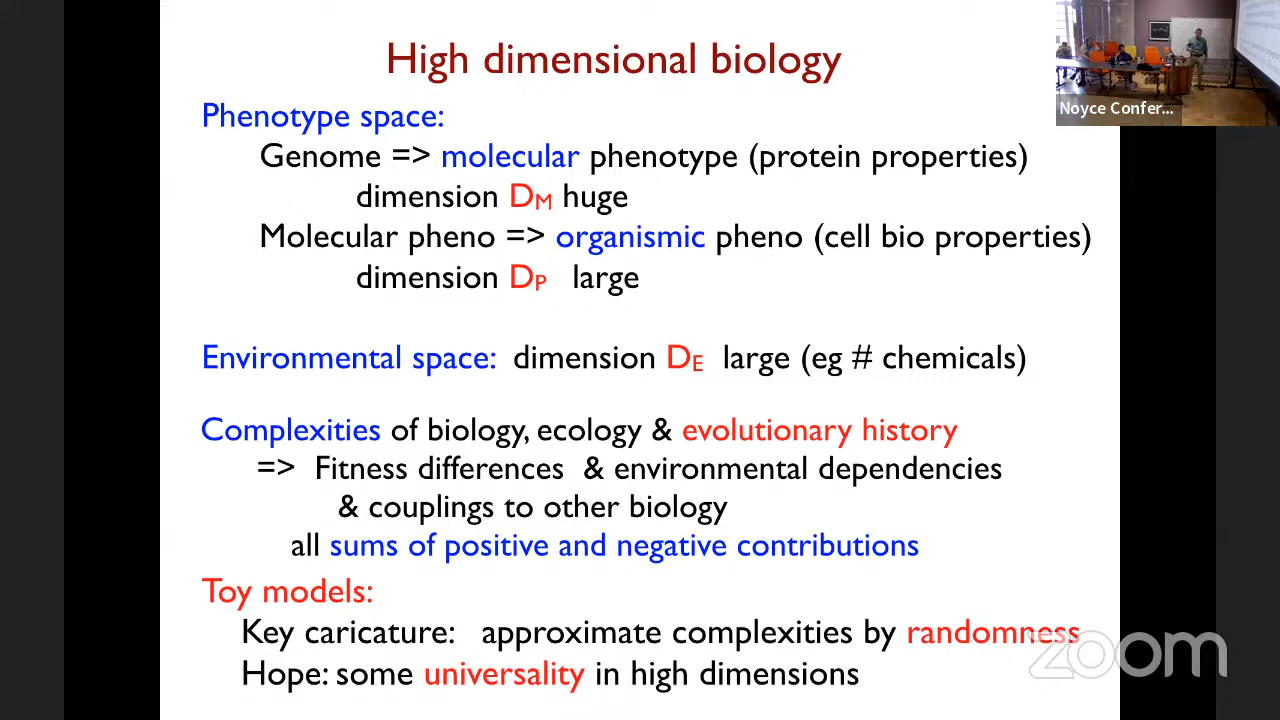 High dimensional biology
Phenotype space:
Genome => molecular phenotype (protein properties)
dimension DM huge
Molecular pheno => organismic pheno (cell bio properties)
dimension DP large
Environmental space: dimension DE large (eg # chemicals)
Complexities of biology, ecology & evolutionary history
=> Fitness differences & environmental dependencies
& couplings to other biology
all sums of positive and negative contributions
Toy models:
Key caricature: approximate complexities by randomness
Hope: some universality in high dimensions
Noyce Confer...
zoom